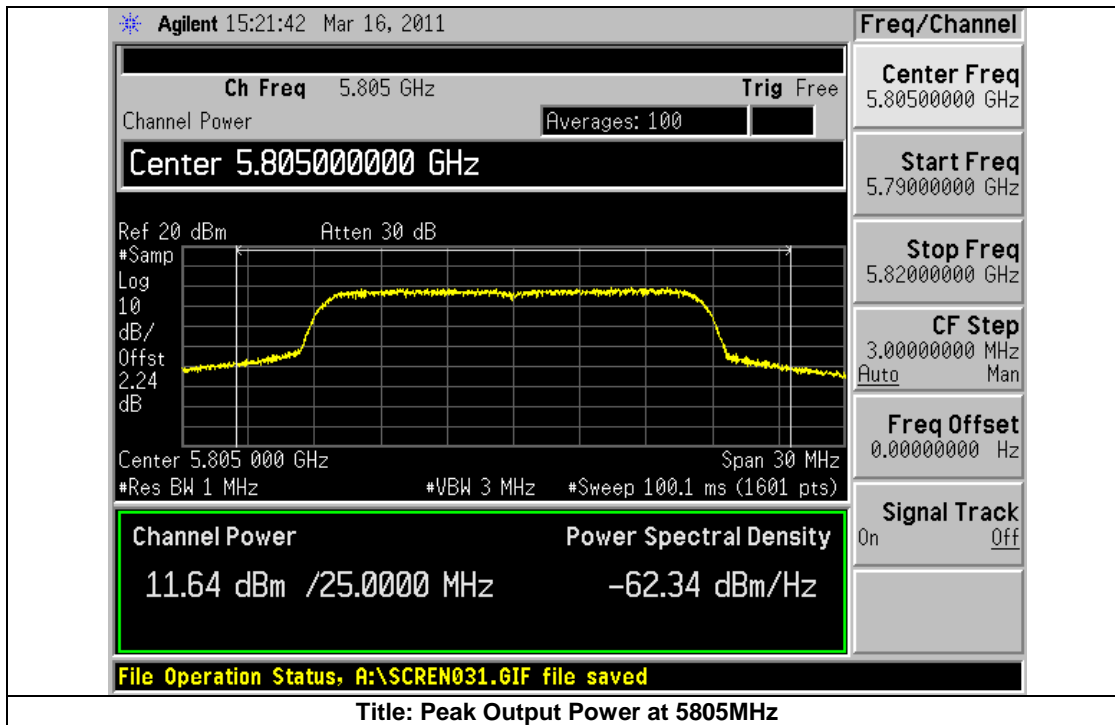 Agilent 15:21:42 Mar 16, 2011
Freq/Channel
Ch Freq 5.805 GHz Trig Free
Channel Power Averages: 100
Center 5.805000000 GHz
Ref 20 dBm Atten 30 dB
#Samp
Log
10
dB/
Offst
2.24
dB
Center 5.805 000 GHz Span 30 MHz
#Res BW 1 MHz #VBW 3 MHz #Sweep 100.1 ms (1601 pts)
Channel Power Power Spectral Density
11.64 dBm /25.0000 MHz -62.34 dBm/Hz
File Operation Status, A:\SCREN031.GIF file saved
Center Freq
5.80500000 GHz
Start Freq
5.79000000 GHz
Stop Freq
5.82000000 GHz
CF Step
3.00000000 MHz
Auto Man
Freq Offset
0.00000000 Hz
Signal Track
On Off
Title: Peak Output Power at 5805MHz